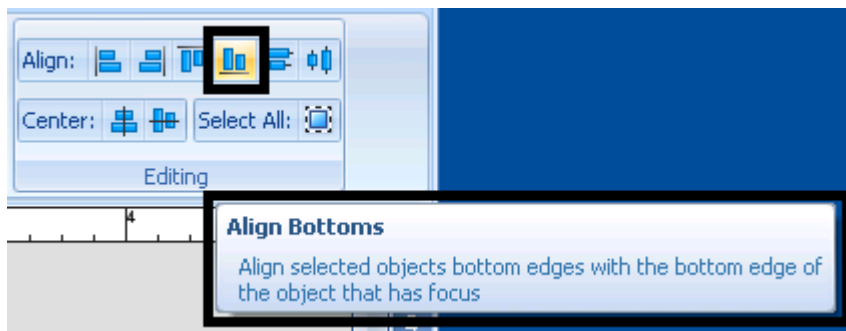 Align:
Center: Select All:
Editing
4
Align Bottoms
Align selected objects bottom edges with the bottom edge of
the object that has focus